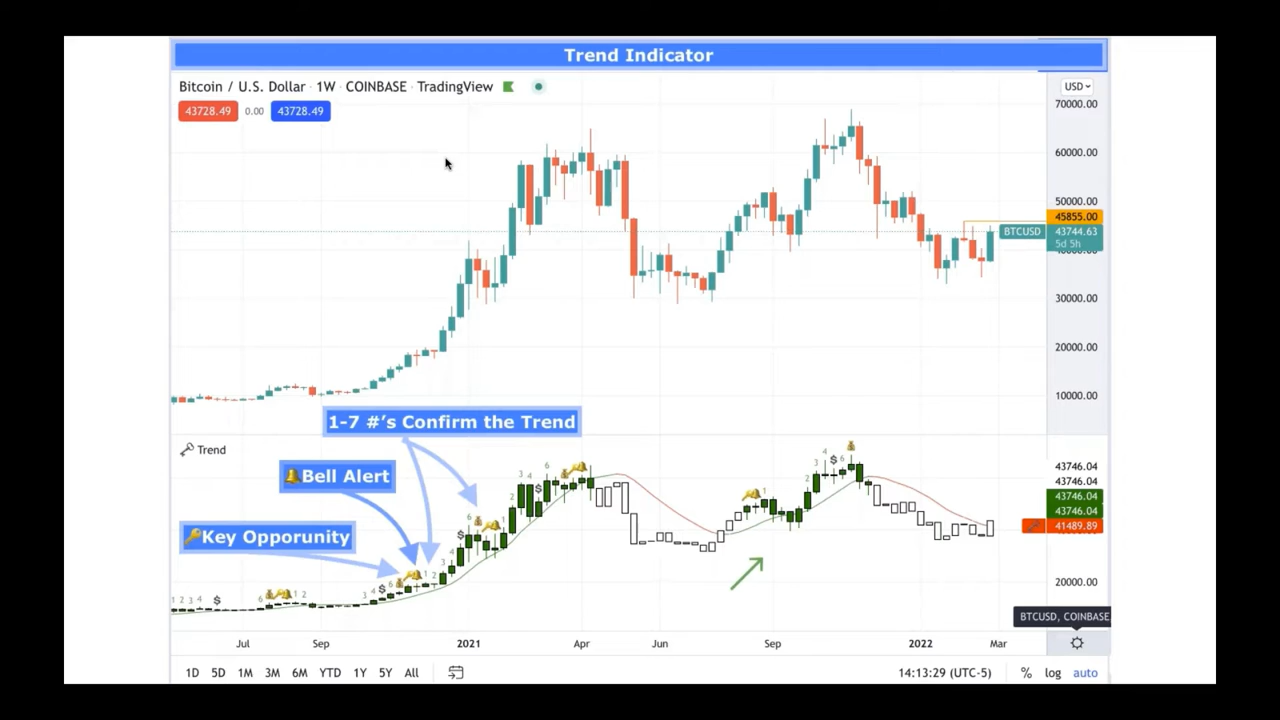 Trend Indicator
Bitcoin / U.S. Dollar · 1W · COINBASE · TradingView
USD
43728.49 0.00 43728.49
70000.00
60000.00
50000.00
45855.00
BTCUSD 43744.63
5d 5h
30000.00
20000.00
10000.00
1-7 #'s Confirm the Trend
Trend
Bell Alert
Key Opporunity
43746.04
43746.04
43746.04
43746.04
41489.89
20000.00
BTCUSD, COINBASE
Jul Sep 2021 Apr Jun Sep 2022 Mar
1D 5D 1M 3M 6M YTD 1Y 5Y All 14:13:29 (UTC-5) % log auto